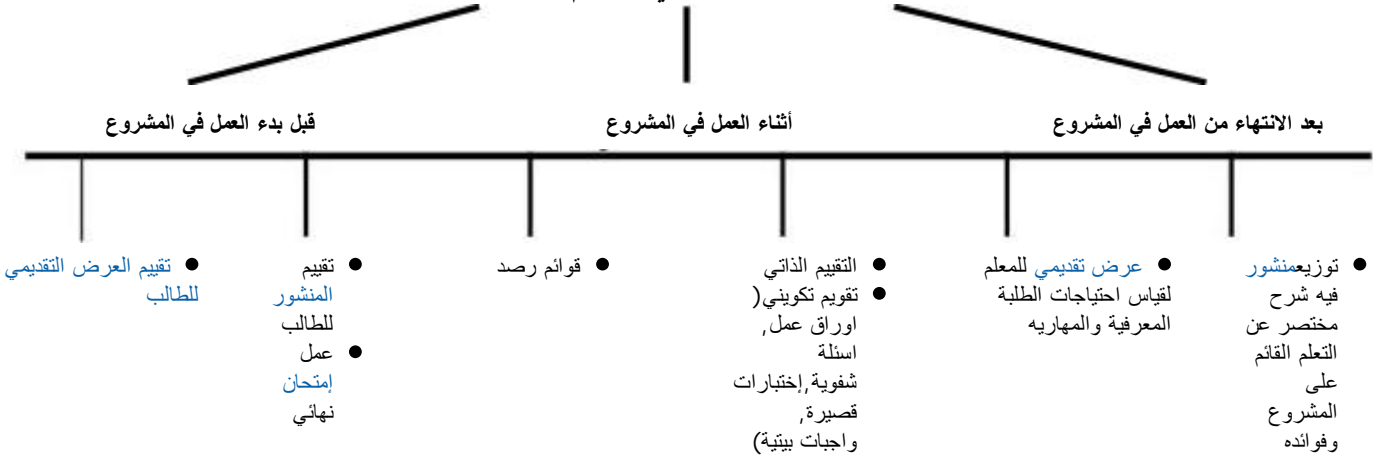 بعد الانتهاء من العمل في المشروع
أثناء العمل في المشروع
قبل بدء العمل في المشروع
● توزيعمنشور
فيه شرح
مختصر عن
التعلم القائم
على
المشروع
وفوائده
● عرض تقديمي للمعلم
لقياس احتياجات الطلبة
المعرفية والمهاريه
● التقييم الذاتي
● تقويم تكويني(
اوراق عمل,
اسئلة
شفوية,إختبارات
قصيرة,
واجبات بيتية)
● قوائم رصد
● تقييم
المنشور
للطالب
● عمل
إمتحان
نهائي
● تقييم العرض التقديمي
للطالب